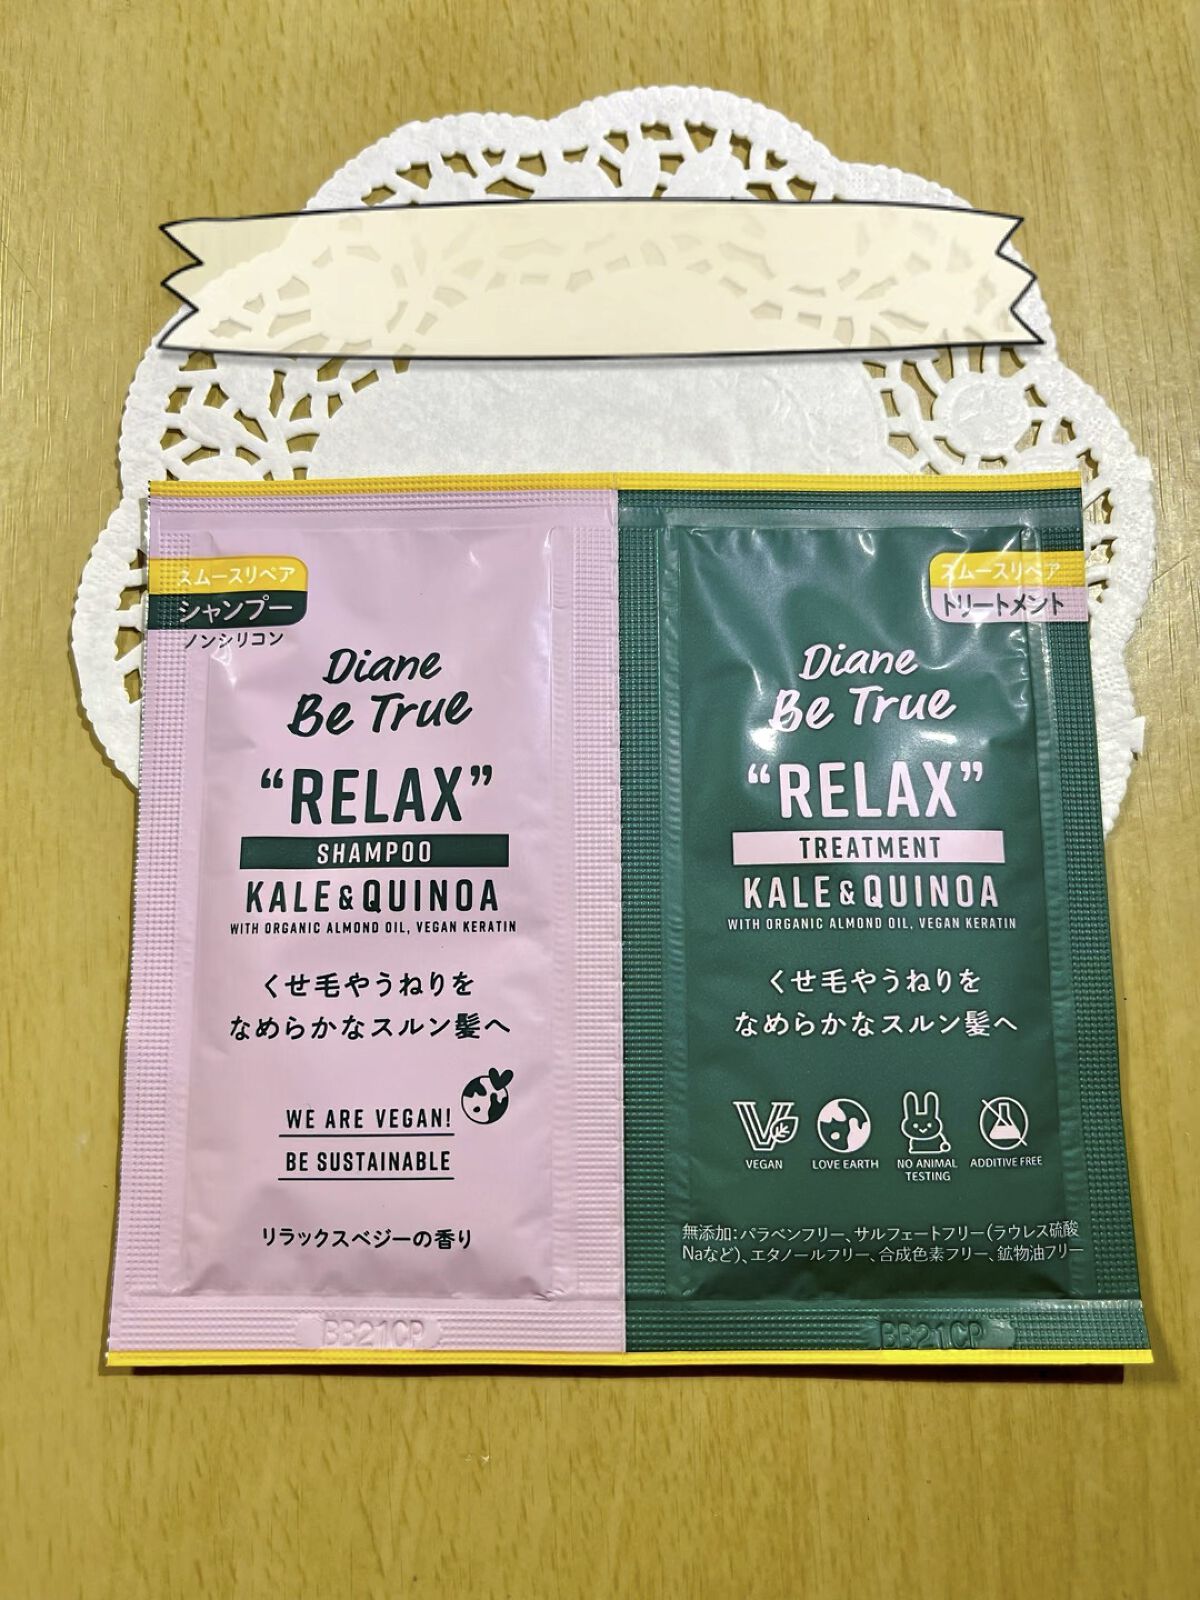 スムースリペア
シャンプー
ノンシリコン
Diane
Be True
"RELAX"
SHAMPOO
KALE&QUINOA
WITH ORGANIC ALMOND OIL, VEGAN KERATIN
くせ毛やうねりを
なめらかなスルン髪へ
WE ARE VEGAN!
BE SUSTAINABLE
リラックスベジーの香り
BB21CP
スムースリペア
トリートメント
Diane
Be True
"RELAX"
TREATMENT
KALE&QUINOA
WITH ORGANIC ALMOND OIL, VEGAN KERATIN
くせ毛やうねりを
なめらかなスルン髪へ
VEGAN
LOVE EARTH
NO ANIMAL
TESTING
ADDITIVE FREE
無添加:パラベンフリー、サルフェートフリー(ラウレス硫酸
Naなど)、エタノールフリー、合成色素フリー、鉱物油フリー
BB21CP